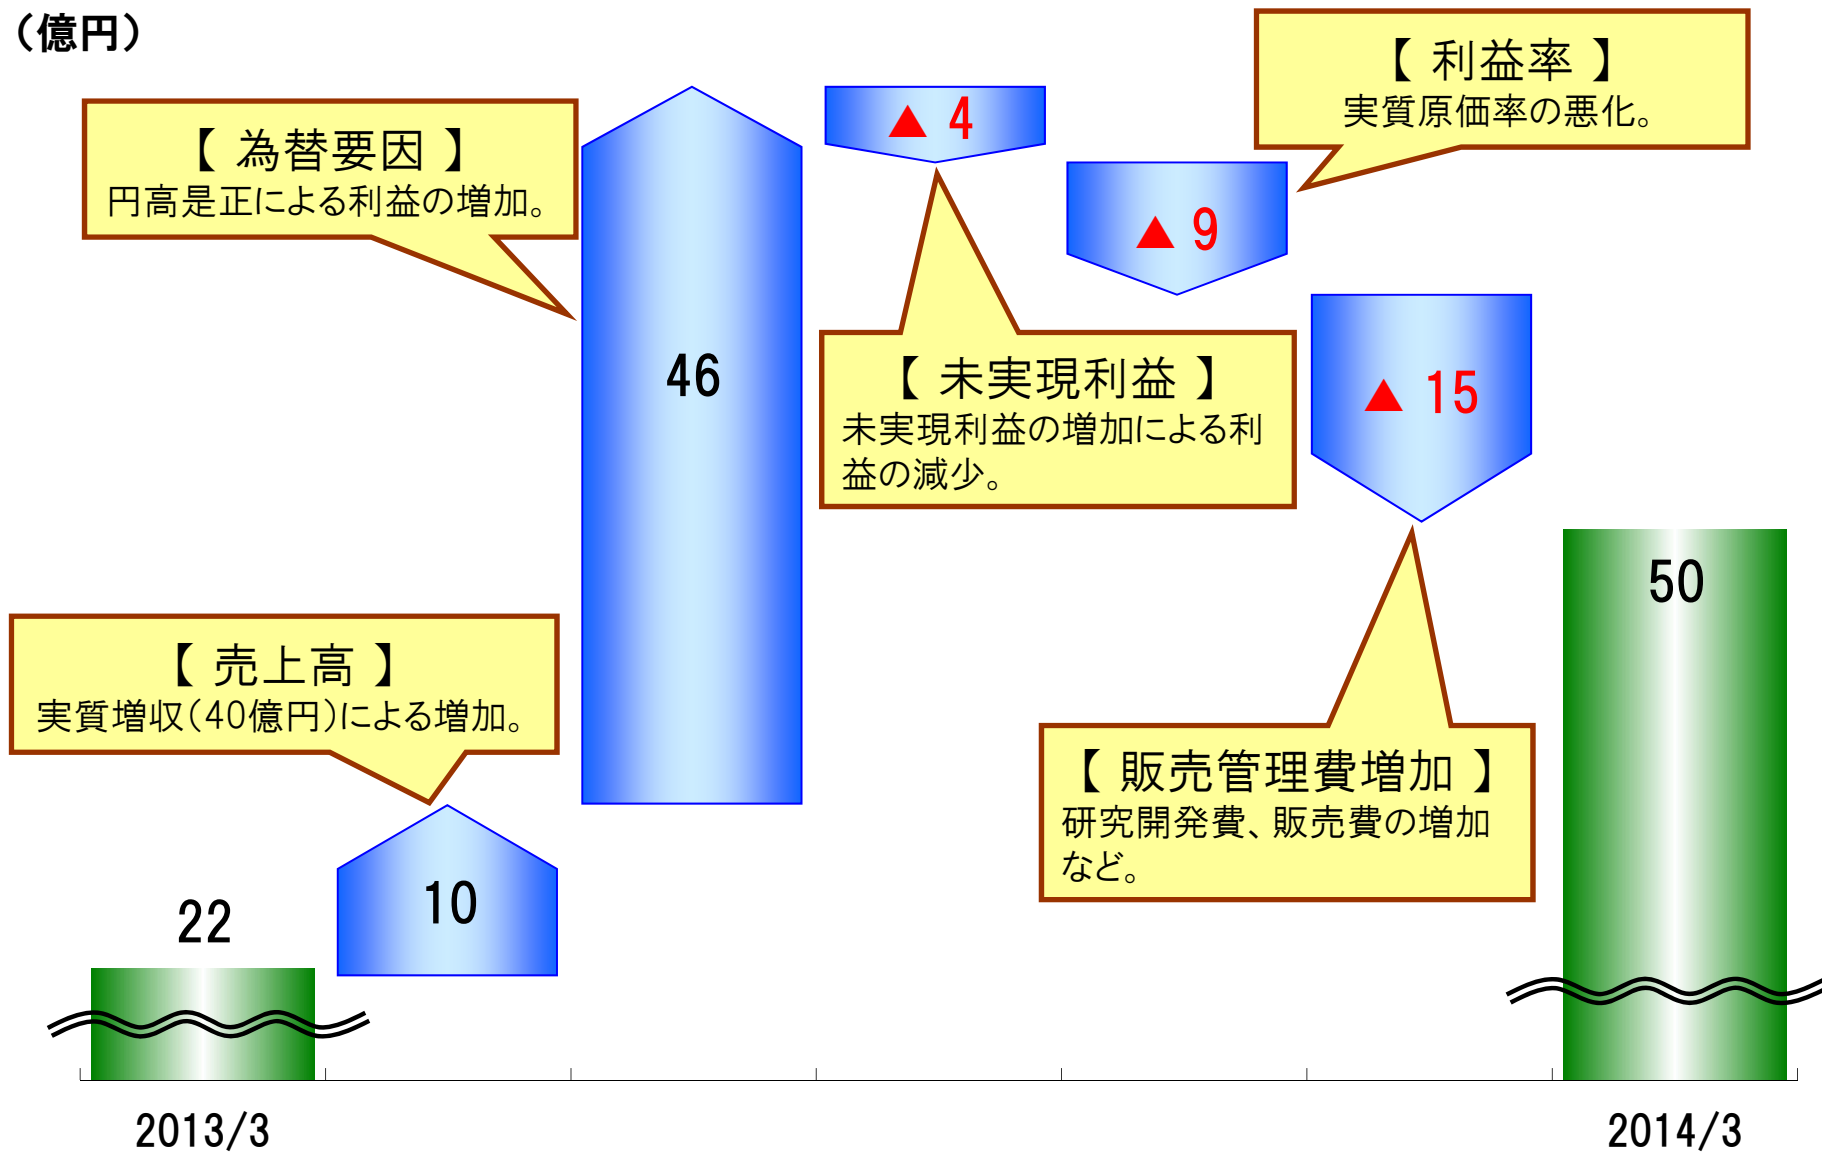 （億円）
【 為替要因 】
円高是正による利益の増加。
【 利益率 】
実質原価率の悪化。
▲ 4
▲ 9
46
【 未実現利益 】
未実現利益の増加による利
益の減少。
▲ 15
50
【 売上高 】
実質増収（40億円）による増加。
【 販売管理費増加 】
研究開発費、販売費の増加
など。
22
10
2013/3
2014/3